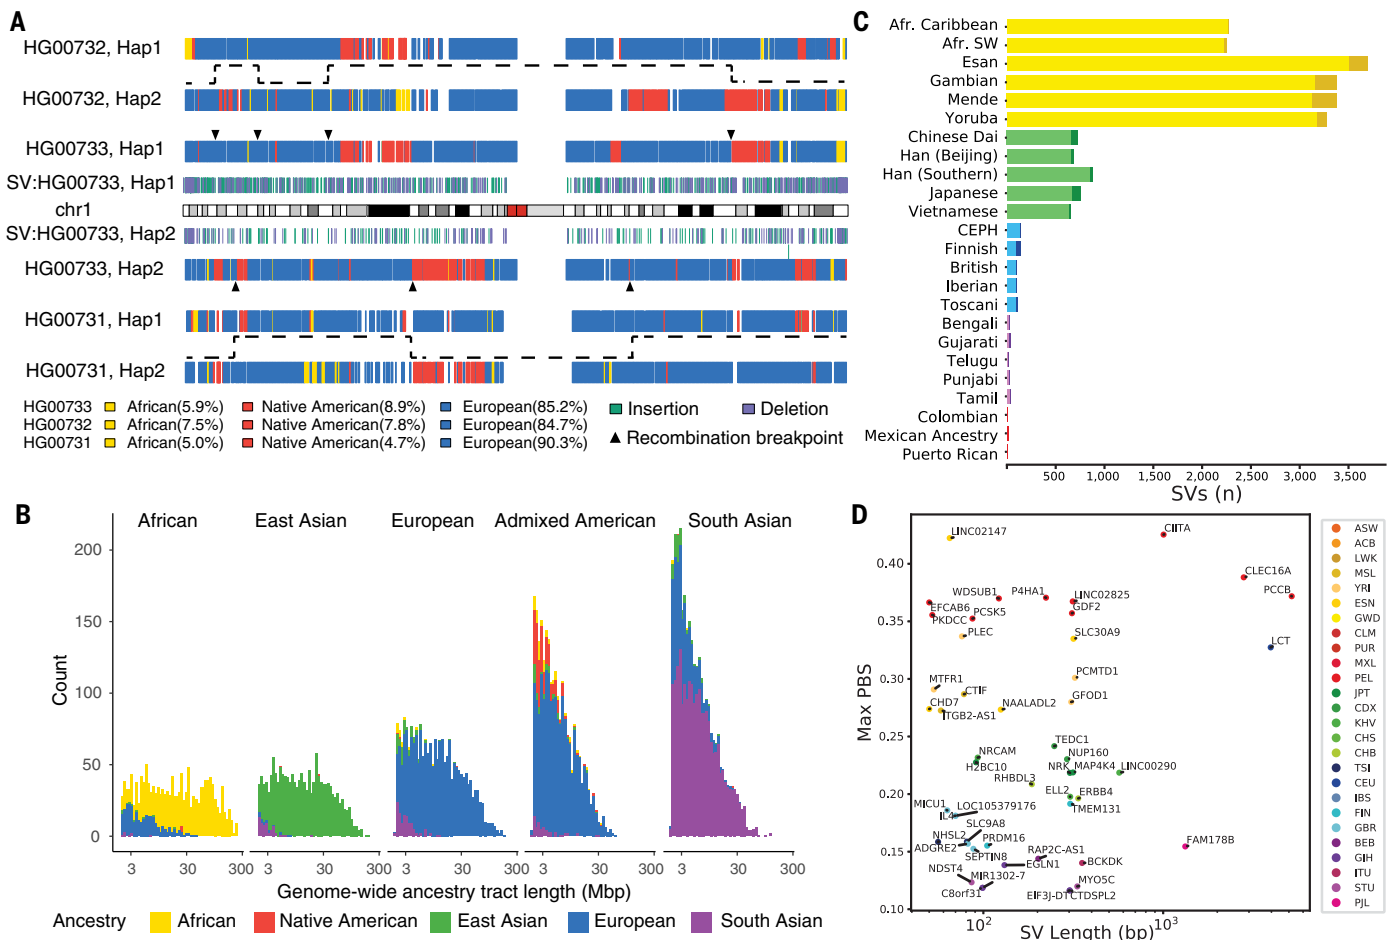 A
HG00732, Hap1
HG00732, Hap2
HG00733, Hap1
SV:HG00733, Hap1
chr1
SV:HG00733, Hap2
HG00733, Hap2
HG00731, Hap1
HG00731, Hap2
HG00733 African(5.9%) Native American(8.9%) European(85.2%)
HG00732 African(7.5%) Native American(7.8%) European(84.7%)
HG00731 African(5.0%) Native American(4.7%) European(90.3%)
Insertion Deletion
Recombination breakpoint
B
African East Asian European Admixed American South Asian
Count
200
150
100
50
0
3 30 300 3 30 300 3 30 300 3 30 300 3 30 300
Genome-wide ancestry tract length (Mbp)
Ancestry African Native American East Asian European South Asian
C
Afr. Caribbean
Afr. SW
Esan
Gambian
Mende
Yoruba
Chinese Dai
Han (Beijing)
Han (Southern)
Japanese
Vietnamese
CEPH
Finnish
British
Iberian
Toscani
Bengali
Gujarati
Telugu
Punjabi
Tamil
Colombian
Mexican Ancestry
Puerto Rican
500 1,000 1,500 2,000 2,500 3,000 3,500
SVs (n)
D
Max PBS
0.40
0.35
0.30
0.25
0.20
0.15
0.10
LINC02147
CIITA
CLEC16A
PCCB
WDSUB1
P4HA1
LINC02825
GDF2
EFCAB6
PKDCC
PCSK5
PLEC
SLC30A9
LCT
PCMTD1
MTFR1
CTIF
GFOD1
CHD7
ITGB2-AS1
NAALADL2
TEDC1
NRCAM
NUP160
H2BC10
NRK
MAP4K4
LINC00290
RHBDL3
ELL2
ERBB4
TMEM131
MICU1
LOC105379176
IL4
SLC9A8
NHSL2
PRDM16
ADGRE2
SEPTIN8
RAP2C-AS1
FAM178B
EGLN1
BCKDK
NDST4
MIR1302-7
C8orf31
MYO5C
EIF3J-DT
CTDSPL2
10² 10³
SV Length (bp)
ASW
ACB
LWK
MSL
YRI
ESN
GWD
CLM
PUR
MXL
PEL
JPT
CDX
KHV
CHS
CHB
TSI
CEU
IBS
FIN
GBR
BEB
GIH
ITU
STU
PJL